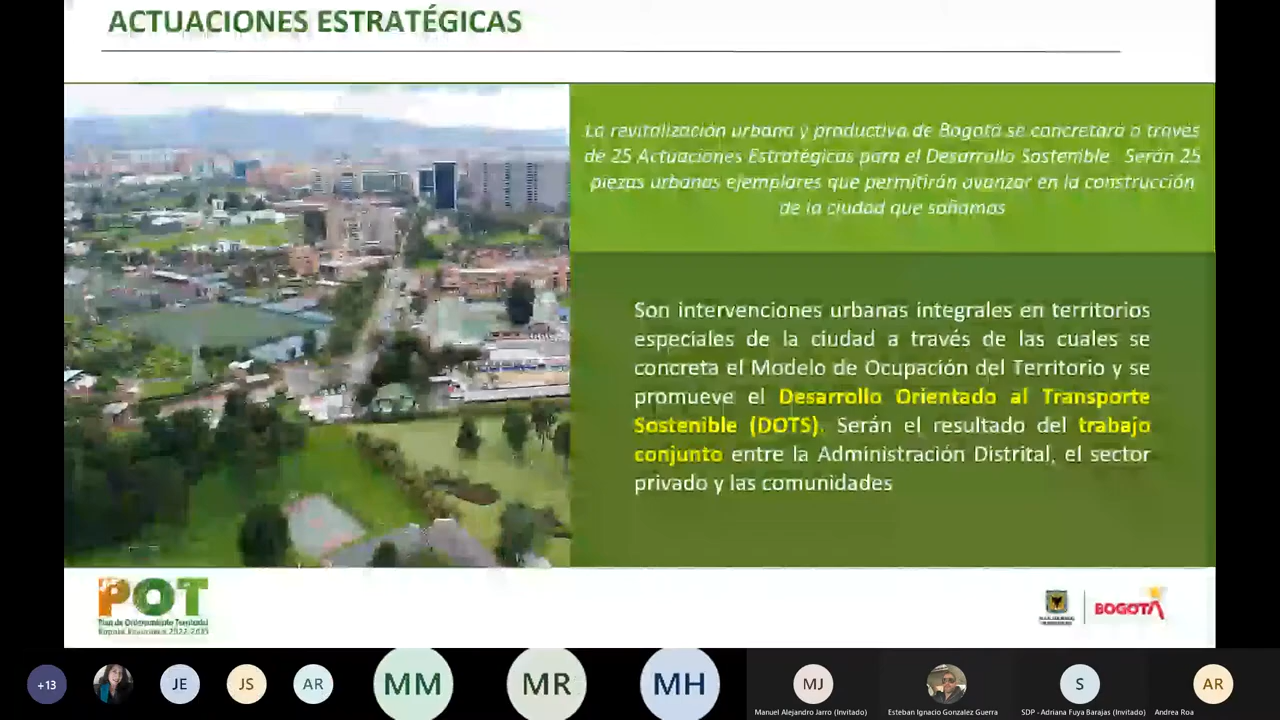 ACTUACIONES ESTRATÉGICAS
La revitalización urbana y productiva de Bogotá se concretará a través
de 25 Actuaciones Estratégicas para el Desarrollo Sostenible Serán 25
piezas urbanas ejemplares que permitirán avanzar en la construcción
de la ciudad que soñamos
Son intervenciones urbanas integrales en territorios
especiales de la ciudad a través de las cuales se
concreta el Modelo de Ocupación del Territorio y se
promueve el Desarrollo Orientado al Transporte
Sostenible (DOTS). Serán el resultado del trabajo
conjunto entre la Administración Distrital, el sector
privado y las comunidades
POT
Plan de Ordenamiento Territorial
BOGOTÁ
+13
JE
JS
AR
MM
MR
MH
MJ
S
AR
Manuel Alejandro Jarro (Invitado)
Esteban Ignacio Gonzalez Guerra
SDP - Adriana Fuya Barajas (Invitado)
Andrea Roa